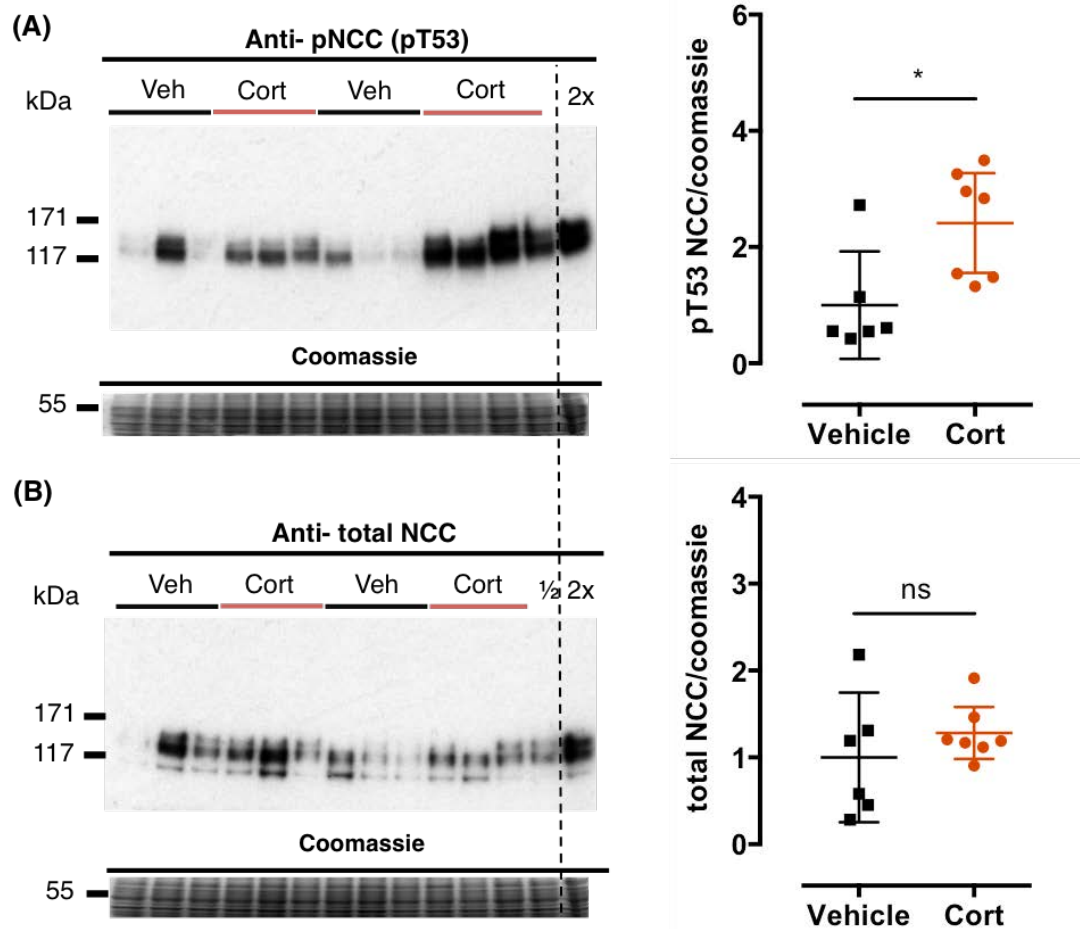 (A)
Anti- pNCC (pT53)
kDa
Veh Cort Veh Cort 2x
171
117
Coomassie
55
pT53 NCC/coomassie
6
4
2
0
*
Vehicle Cort
(B)
Anti- total NCC
kDa
Veh Cort Veh Cort ½ 2x
171
117
Coomassie
55
total NCC/coomassie
4
3
2
1
0
ns
Vehicle Cort